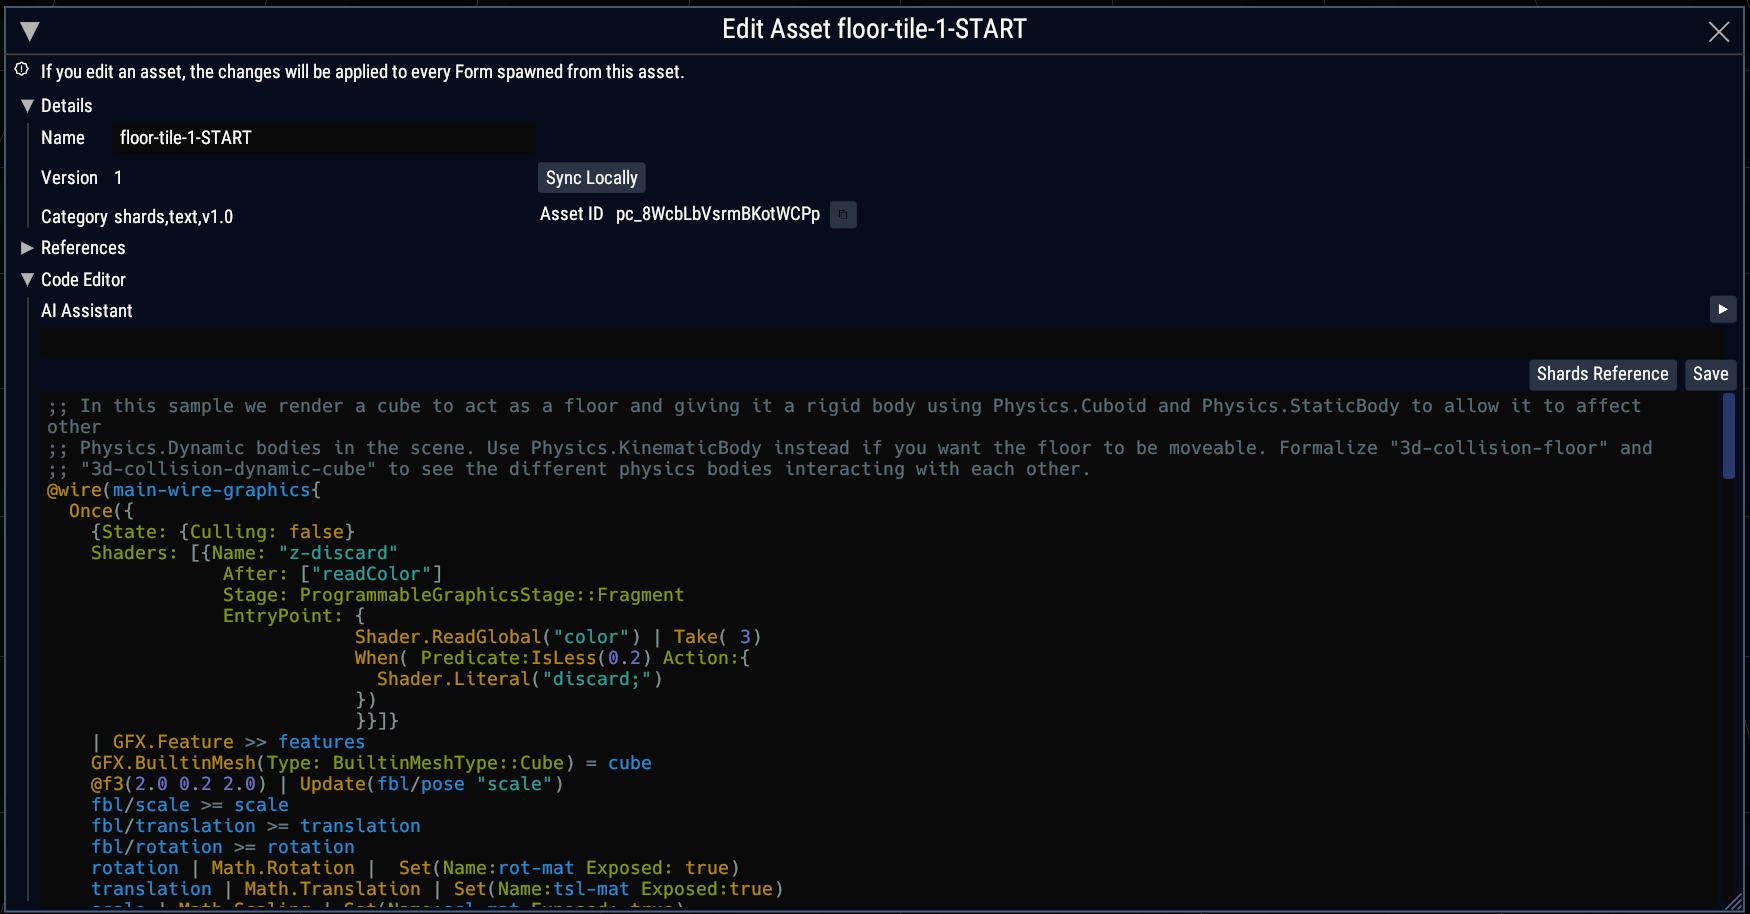 Edit Asset floor-tile-1-START
If you edit an asset, the changes will be applied to every Form spawned from this asset.
Details
Name floor-tile-1-START
Version 1 Sync Locally
Category shards,text,v1.0 Asset ID pc_8WcbLbVsrmBKotWCPp
References
Code Editor
AI Assistant
Shards Reference Save
;; In this sample we render a cube to act as a floor and giving it a rigid body using Physics.Cuboid and Physics.StaticBody to allow it to affect
other
;; Physics.Dynamic bodies in the scene. Use Physics.KinematicBody instead if you want the floor to be moveable. Formalize "3d-collision-floor" and
;; "3d-collision-dynamic-cube" to see the different physics bodies interacting with each other.
@wire(main-wire-graphics{
  Once({
    {State: {Culling: false}
    Shaders: [{Name: "z-discard"
                After: ["readColor"]
                Stage: ProgrammableGraphicsStage::Fragment
                EntryPoint: {
                            Shader.ReadGlobal("color") | Take( 3)
                            When( Predicate:IsLess(0.2) Action:{
                              Shader.Literal("discard;")
                            })
                            }}]}
    | GFX.Feature >> features
    GFX.BuiltinMesh(Type: BuiltinMeshType::Cube) = cube
    @f3(2.0 0.2 2.0) | Update(fbl/pose "scale")
    fbl/scale >= scale
    fbl/translation >= translation
    fbl/rotation >= rotation
    rotation | Math.Rotation |  Set(Name:rot-mat Exposed: true)
    translation | Math.Translation | Set(Name:tsl-mat Exposed:true)
    scale | Math.Scaling | Set(Name:scl-mat Exposed: true)